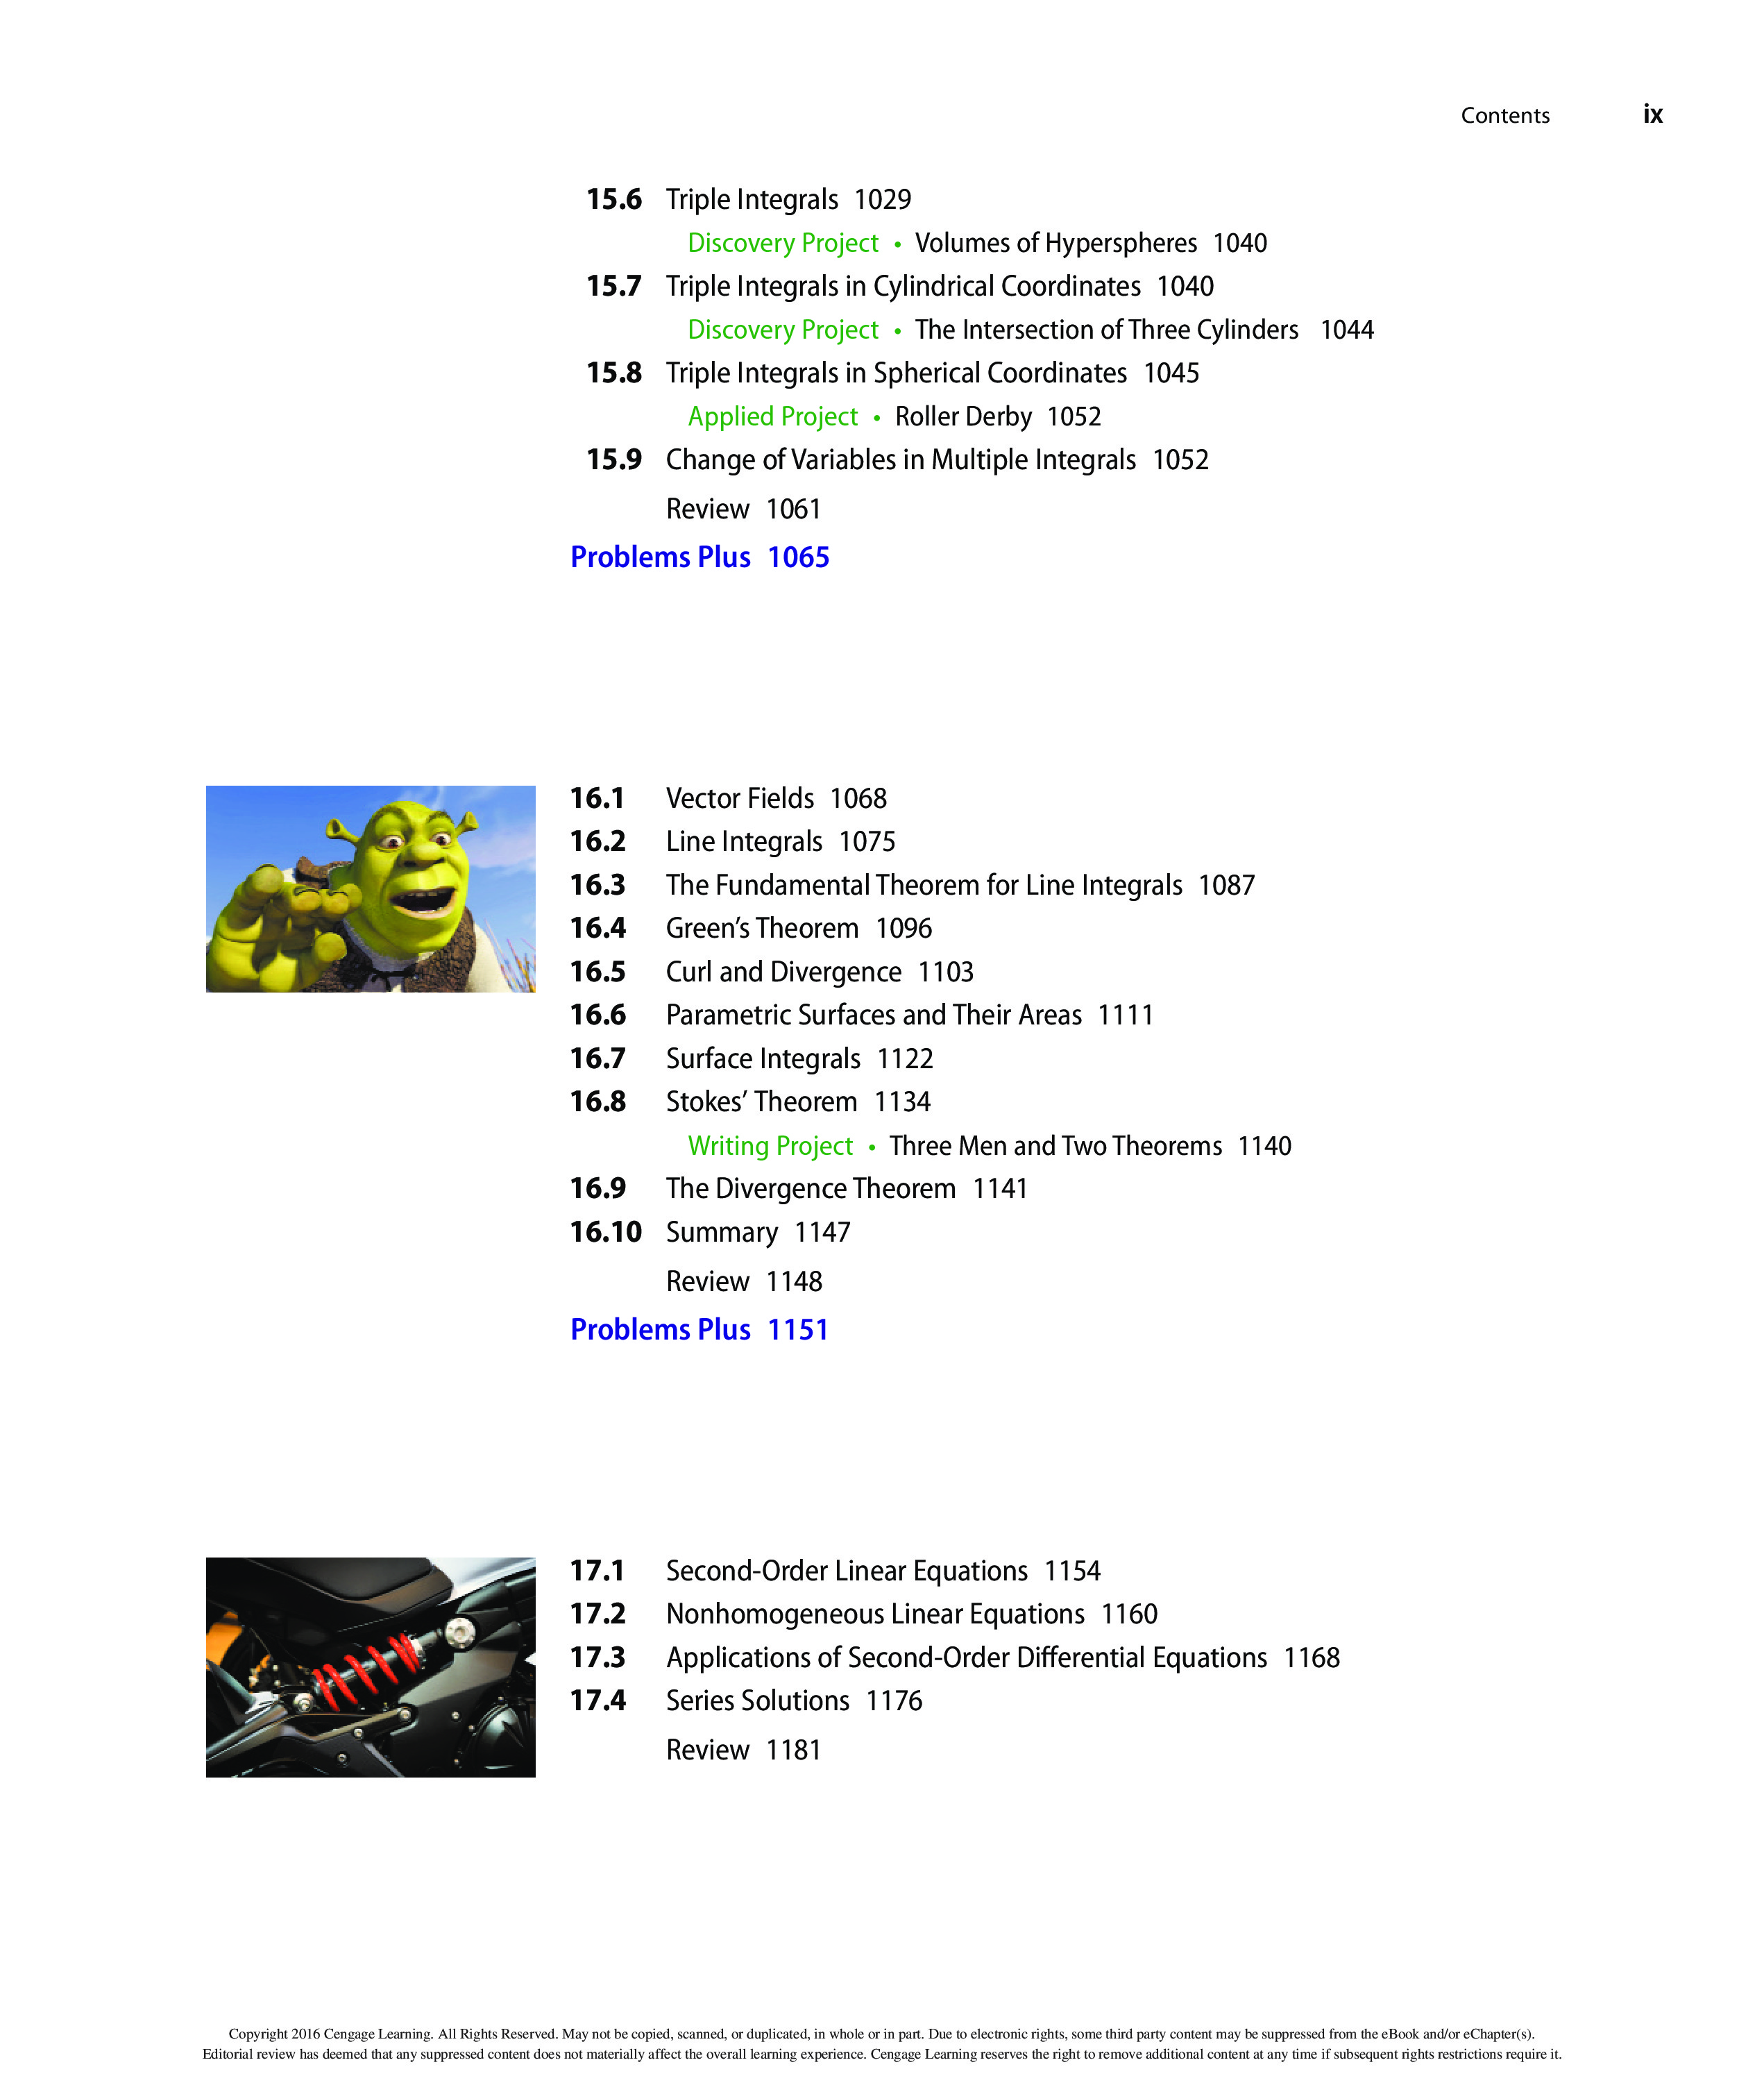 Contents ix
15.6 Triple Integrals 1029
Discovery Project • Volumes of Hyperspheres 1040
15.7 Triple Integrals in Cylindrical Coordinates 1040
Discovery Project • The Intersection of Three Cylinders 1044
15.8 Triple Integrals in Spherical Coordinates 1045
Applied Project • Roller Derby 1052
15.9 Change of Variables in Multiple Integrals 1052
Review 1061
Problems Plus 1065
16.1 Vector Fields 1068
16.2 Line Integrals 1075
16.3 The Fundamental Theorem for Line Integrals 1087
16.4 Green’s Theorem 1096
16.5 Curl and Divergence 1103
16.6 Parametric Surfaces and Their Areas 1111
16.7 Surface Integrals 1122
16.8 Stokes’ Theorem 1134
Writing Project • Three Men and Two Theorems 1140
16.9 The Divergence Theorem 1141
16.10 Summary 1147
Review 1148
Problems Plus 1151
17.1 Second-Order Linear Equations 1154
17.2 Nonhomogeneous Linear Equations 1160
17.3 Applications of Second-Order Differential Equations 1168
17.4 Series Solutions 1176
Review 1181
Copyright 2016 Cengage Learning. All Rights Reserved. May not be copied, scanned, or duplicated, in whole or in part. Due to electronic rights, some third party content may be suppressed from the eBook and/or eChapter(s).
Editorial review has deemed that any suppressed content does not materially affect the overall learning experience. Cengage Learning reserves the right to remove additional content at any time if subsequent rights restrictions require it.